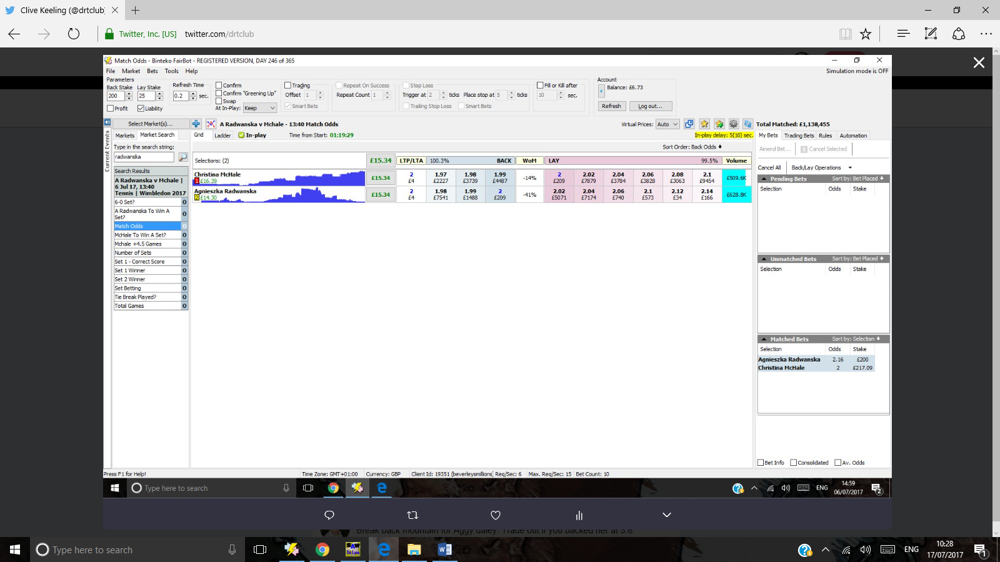 Clive Keeling (@drtclub)
Twitter, Inc. [US] twitter.com/drtclub
Match Odds - Binteko FairBot - REGISTERED VERSION, DAY 246 of 365
File Market Bets Tools Help
Simulation mode is OFF
Parameters
Back Stake Lay Stake Refresh Time
200 25 0.2 sec.
Profit Liability
Confirm
Confirm "Greening Up"
Swap
At In-Play: Keep
Trading
Offset 1
Smart Bets
Repeat On Success
Repeat Count 1
Stop Loss
Trigger at 2 ticks Place stop at 5 ticks
Trailing Stop Loss Smart Bets
Fill or Kill after
10 sec.
Account
Balance: £6.73
Refresh Log out...
Current Events
Select Market(s)...
Markets Market Search
Type in the search string:
radwanska
Search Results
A Radwanska v Mchale |
6 Jul 17, 13:40
Tennis | Wimbledon 2017
6-0 Set? 0
A Radwanska To Win A
Set? 0
Match Odds 0
McHale To Win A Set? 0
Mchale +4.5 Games 0
Number of Sets 0
Set 1 - Correct Score 0
Set 1 Winner 0
Set 2 Winner 0
Set Betting 0
Tie Break Played? 0
Total Games 0
A Radwanska v Mchale - 13:40 Match Odds
Virtual Prices: Auto
Grid Ladder In-play Time from Start: 01:19:29
In-play delay: 5(10) sec.
Sort Order: Back Odds
Selections: (2) £15.34 LTP/LTA 100.3% BACK WoM LAY 99.5% Volume
Christina McHale
1 £16.39
£15.34
2 1.97 1.98 1.99 -14% 2 2.02 2.04 2.06 2.08 2.1 £509.6K
£4 £2227 £3739 £4487 £209 £7879 £3784 £3828 £3063 £9454
Agnieszka Radwanska
2 £14.30
£15.34
2 1.98 1.99 2 -41% 2.02 2.04 2.06 2.1 2.12 2.14 £628.8K
£4 £7541 £1488 £209 £5071 £7174 £740 £573 £34 £166
Total Matched: £1,138,455
My Bets Trading Bets Rules Automation
Amend Bet... Cancel Selected
Cancel All Back/Lay Operations
Pending Bets Sort by: Bet Placed
Selection Odds Stake
Unmatched Bets Sort by: Bet Placed
Selection Odds Stake
Matched Bets Sort by: Selection
Selection Odds Stake
Agnieszka Radwanska 2.16 £200
Christina McHale 2 £217.09
Bet Info Consolidated Av. Odds
Press F1 for Help! Time Zone: GMT+01:00 Currency: GBP Client Id: 19351 (beverleysmillions) Req/Sec: 6 Max. Req/Sec: 15 Bet Count: 10
Type here to search
ENG
14:59
06/07/2017
2
Break back mountain for Aggy daley. Trade out if you backed her at 3.6
Type here to search
ENG
10:28
17/07/2017
1